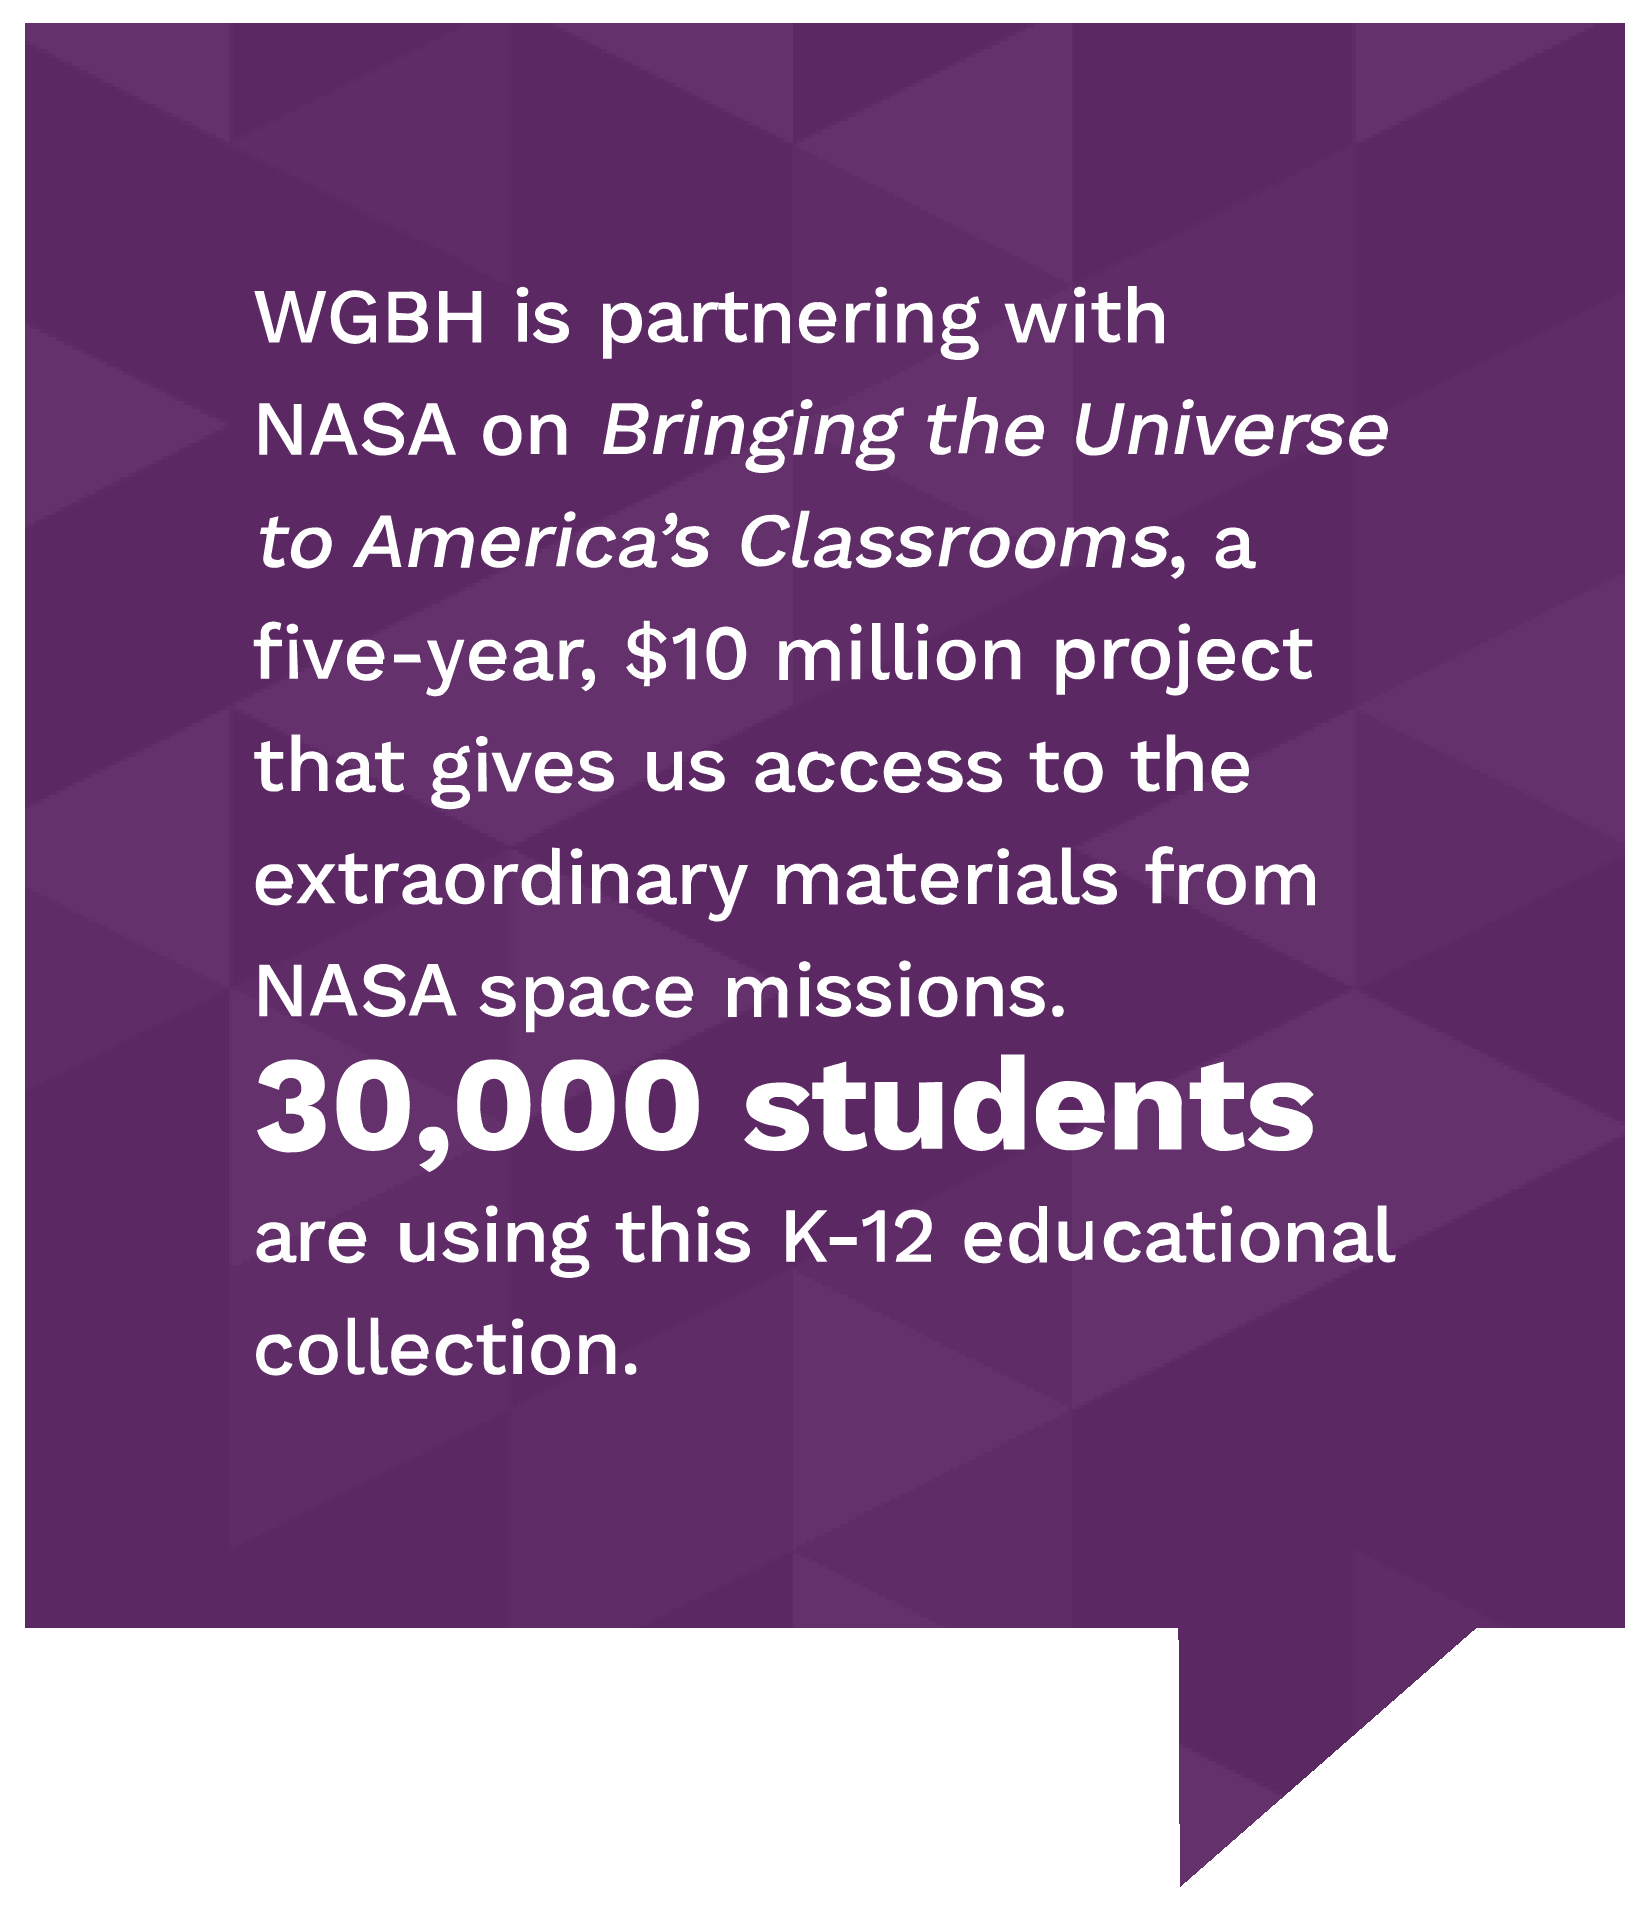 WGBH is partnering with
NASA on Bringing the Universe
to America’s Classrooms, a
five-year, $10 million project
that gives us access to the
extraordinary materials from
NASA space missions.
30,000 students
are using this K-12 educational
collection.